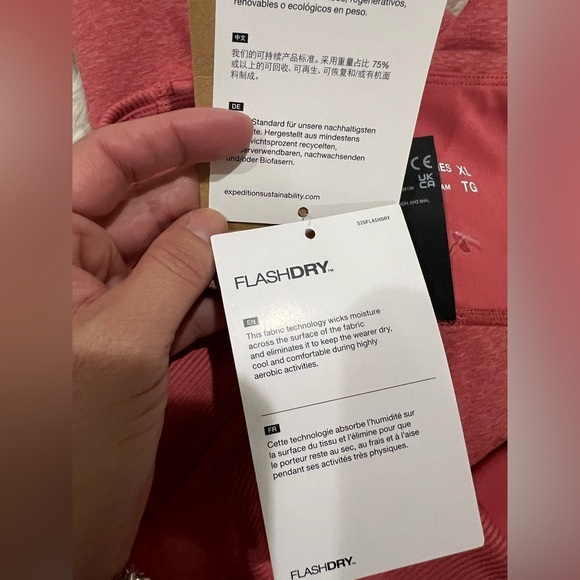 renovables o ecológicos en peso.
中文
我们的可持续产品标准。采用重量占比 75%
或以上的可回收、可再生、可恢复和/或有机面
料制成。
DE
Standard für unsere nachhaltigsten
Hergestellt aus mindestens
recycelten,
nachwachsenden
und/oder Biofasern.
expeditionsustainability.com
CE
UK
CA
ES XL
TG
S2GFLASHDRY
FLASHDRY™
EN
This fabric technology wicks moisture
across the surface of the fabric
and eliminates it to keep the wearer dry,
cool and comfortable during highly
aerobic activities.
FR
Cette technologie absorbe l'humidité sur
la surface du tissu et l'élimine pour que
le porteur reste au sec, au frais et à l'aise
pendant ses activités très physiques.
FLASHDRY™